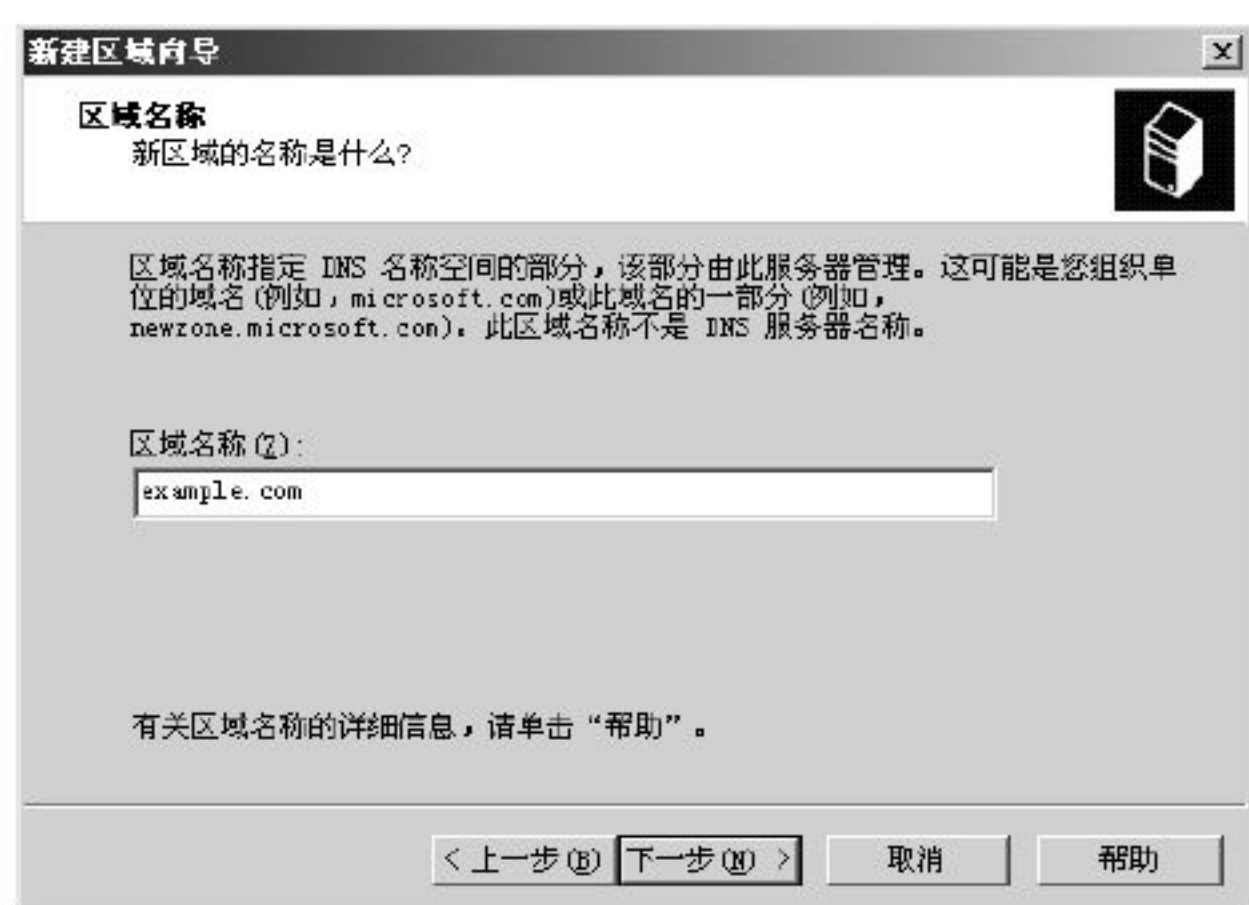 新建区域向导
区域名称
新区域的名称是什么?
区域名称指定 DNS 名称空间的部分，该部分由此服务器管理。这可能是您组织单
位的域名(例如，microsoft.com)或此域名的一部分(例如，
newzone.microsoft.com)。此区域名称不是 DNS 服务器名称。
区域名称(Z):
example.com
有关区域名称的详细信息，请单击“帮助”。
< 上一步(B) 下一步(N) > 取消 帮助